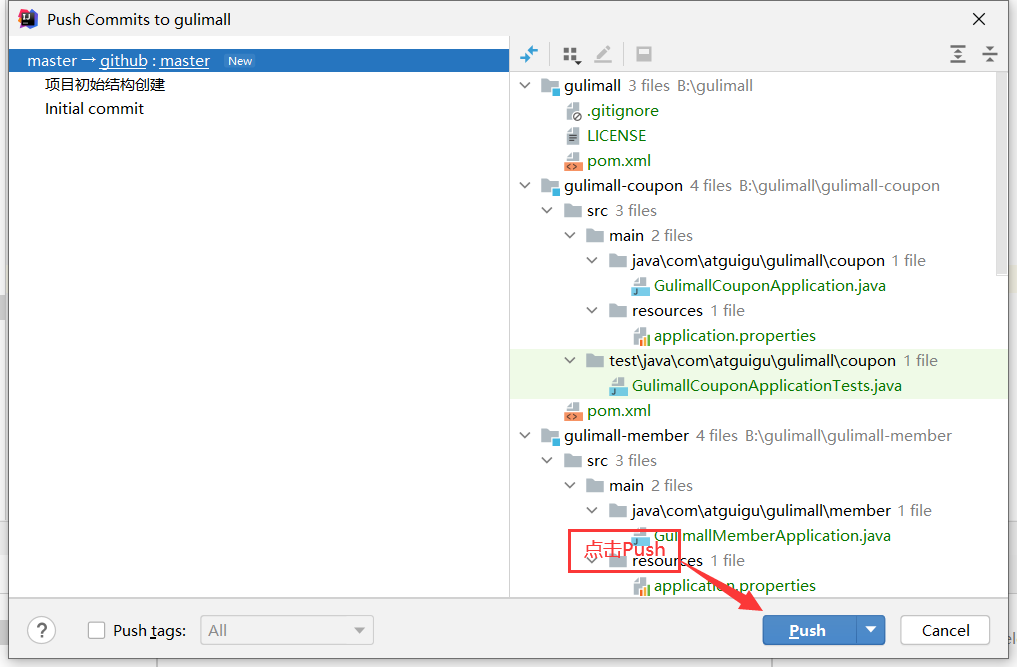 Push Commits to gulimall
master → github : master New
项目初始结构创建
Initial commit
gulimall 3 files B:\gulimall
.gitignore
LICENSE
pom.xml
gulimall-coupon 4 files B:\gulimall\gulimall-coupon
src 3 files
main 2 files
java\com\atguigu\gulimall\coupon 1 file
GulimallCouponApplication.java
resources 1 file
application.properties
test\java\com\atguigu\gulimall\coupon 1 file
GulimallCouponApplicationTests.java
pom.xml
gulimall-member 4 files B:\gulimall\gulimall-member
src 3 files
main 2 files
java\com\atguigu\gulimall\member 1 file
GulimallMemberApplication.java
点击Push
resources 1 file
application.properties
? Push tags: All Push Cancel